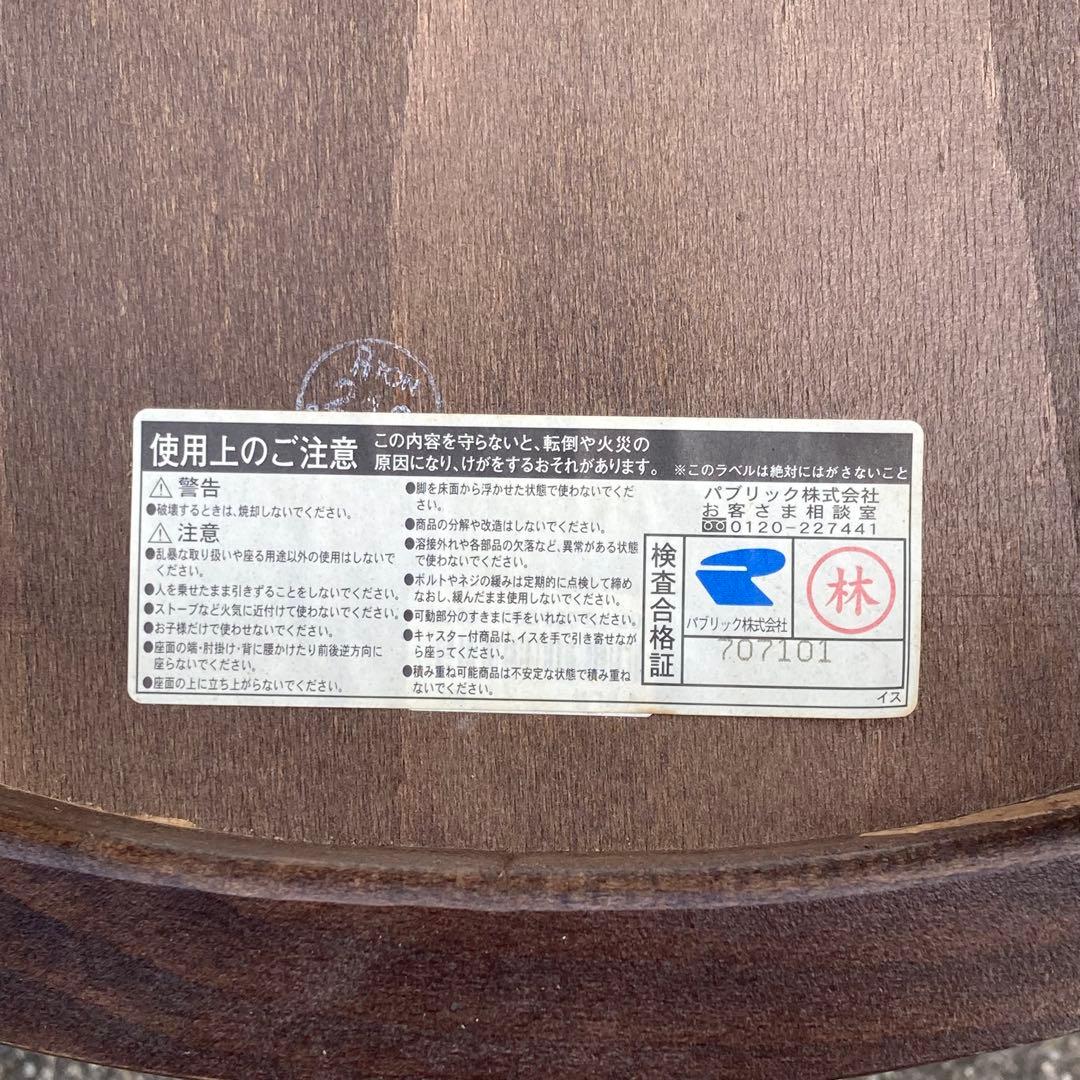 使用上のご注意
この内容を守らないと、転倒や火災の
原因になり、けがをするおそれがあります。
※このラベルは絶対にはがさないこと
⚠ 警告
●破壊するときは、焼却しないでください。
⚠ 注意
●乱暴な取り扱いや座る用途以外の使用はしないで
ください。
●人を乗せたまま引きずることをしないでください。
●ストーブなど火気に近付けて使わないでください。
●お子様だけで使わせないでください。
●座面の端・肘掛け・背に腰かけたり前後逆方向に
座らないでください。
●座面の上に立ち上がらないでください。
●脚を床面から浮かせた状態で使わないでくだ
さい。
●商品の分解や改造はしないでください。
●溶接外れや各部品の欠落など、異常がある状態
で使わないでください。
●ボルトやネジの緩みは定期的に点検して締め
なおし、緩んだまま使用しないでください。
●可動部分のすきまに手をいれないでください。
●キャスター付商品は、イスを手で引き寄せなが
ら座ってください。
●積み重ね可能商品は不安定な状態で積み重ね
ないでください。
パブリック株式会社
お客さま相談室
0120-227441
検査合格証
パブリック株式会社
林
707101
イス